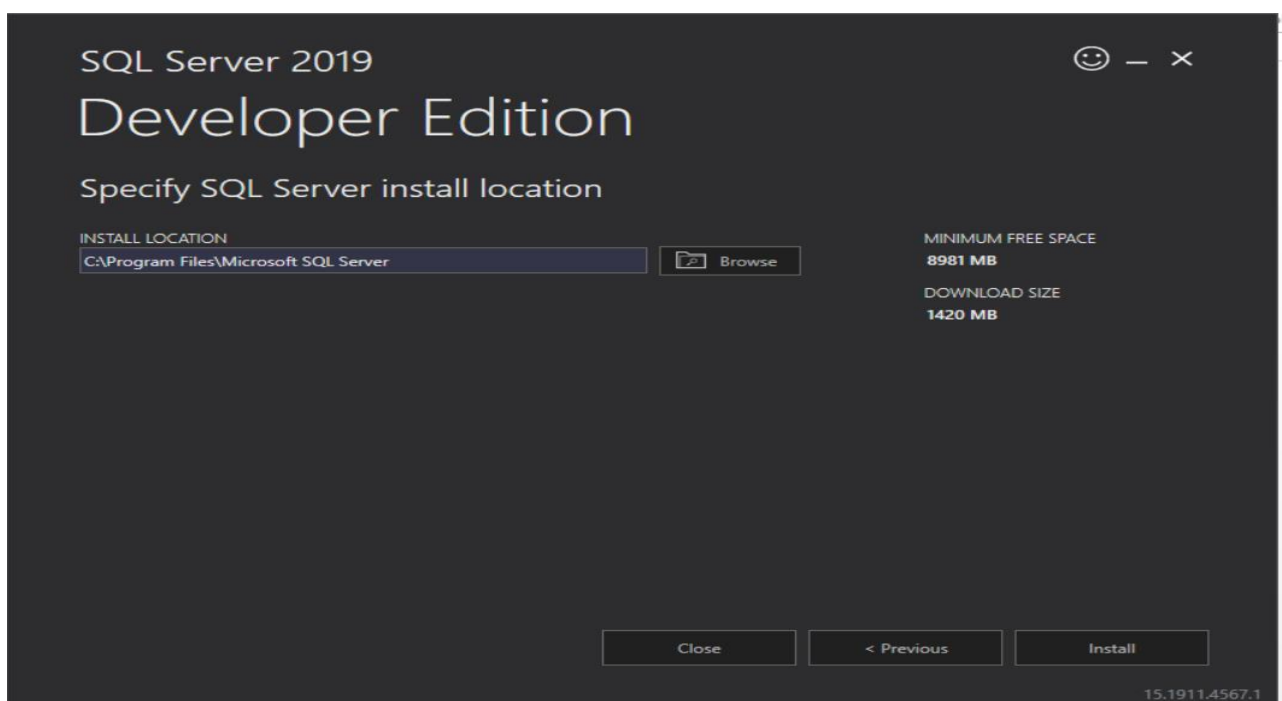 SQL Server 2019
Developer Edition
Specify SQL Server install location
INSTALL LOCATION
C:\Program Files\Microsoft SQL Server
Browse
MINIMUM FREE SPACE
8981 MB
DOWNLOAD SIZE
1420 MB
Close
< Previous
Install
15.1911.4567.1